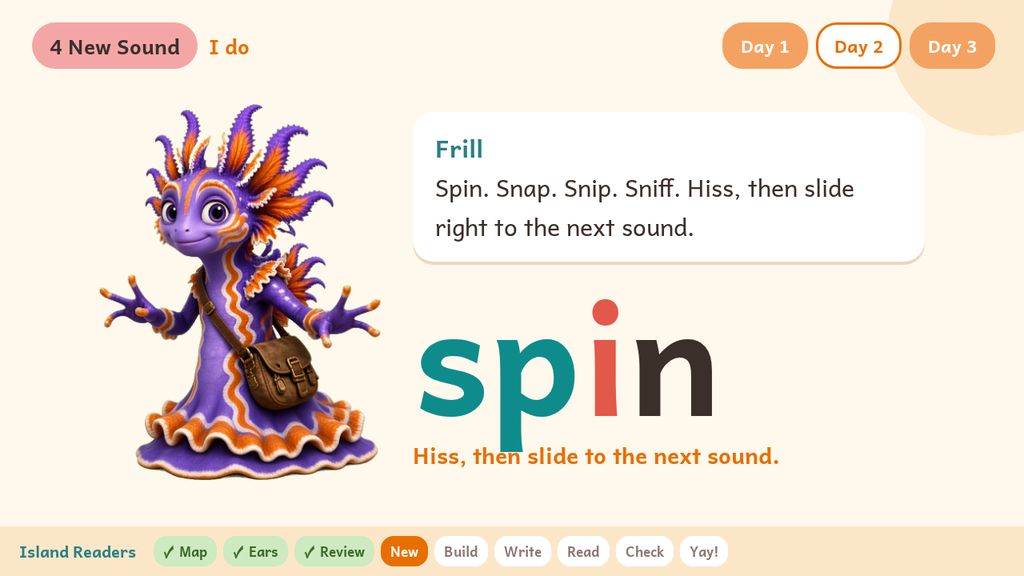 4 New Sound
I do
Day 1
Day 2
Day 3
Frill
Spin. Snap. Snip. Sniff. Hiss, then slide
right to the next sound.
spin
Hiss, then slide to the next sound.
Island Readers
✓ Map
✓ Ears
✓ Review
New
Build
Write
Read
Check
Yay!